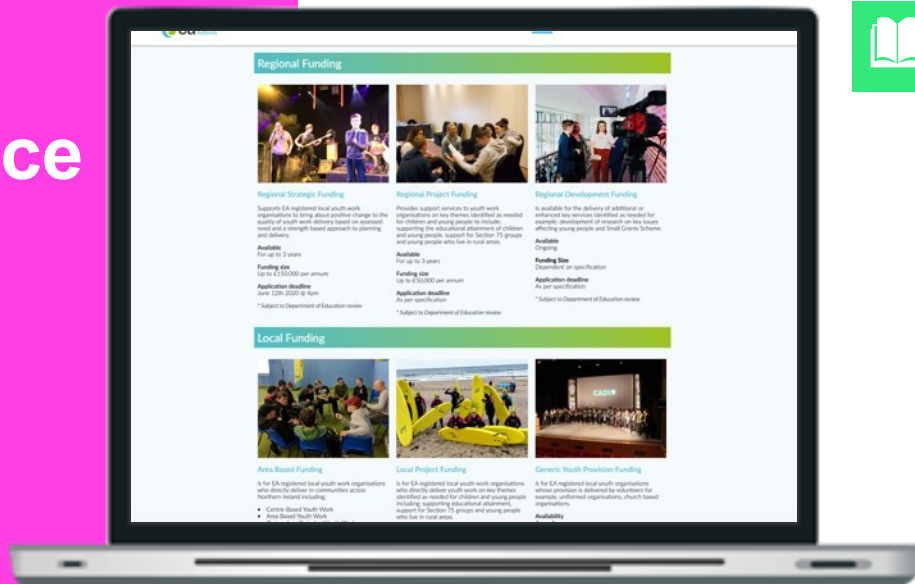 ce
ea
Authority
Regional Funding
Regional Strategic Funding
Supports EA registered local youth work
organisations to bring about positive change to the
quality of youth work delivery based on assessed
need and a strength based approach to planning
and delivery.
Available
For up to 3 years
Funding size
Up to £150,000 per annum
Application deadline
June 12th 2020 @ 4pm
* Subject to Department of Education review
Regional Project Funding
Provides support services to youth work
organisations on key themes identified as needed
for children and young people to include;
supporting the educational attainment of children
and young people, support for Section 75 groups
and young people who live in rural areas.
Available
For up to 3 years
Funding size
Up to £50,000 per annum
Application deadline
As per specification
* Subject to Department of Education review
Regional Development Funding
Is available for the delivery of additional or
enhanced key services identified as needed for
example; development of research on key issues
affecting young people and Small Grants Scheme.
Available
Ongoing
Funding Size
Dependent on specification
Application deadline
As per specification
* Subject to Department of Education review
Local Funding
CADI
Area Based Funding
Is for EA registered local youth work organisations
who directly deliver in communities across
Northern Ireland including;
• Centre-Based Youth Work
• Area Based Youth Work
Local Project Funding
Is for EA registered local youth work organisations
who directly deliver youth work on key themes
identified as needed for children and young people
including; supporting educational attainment,
support for Section 75 groups and young people
who live in rural areas.
Generic Youth Provision Funding
Is for EA registered local youth organisations
whose provision is delivered by volunteers for
example, uniformed organisations, church based
organisations.
Availability